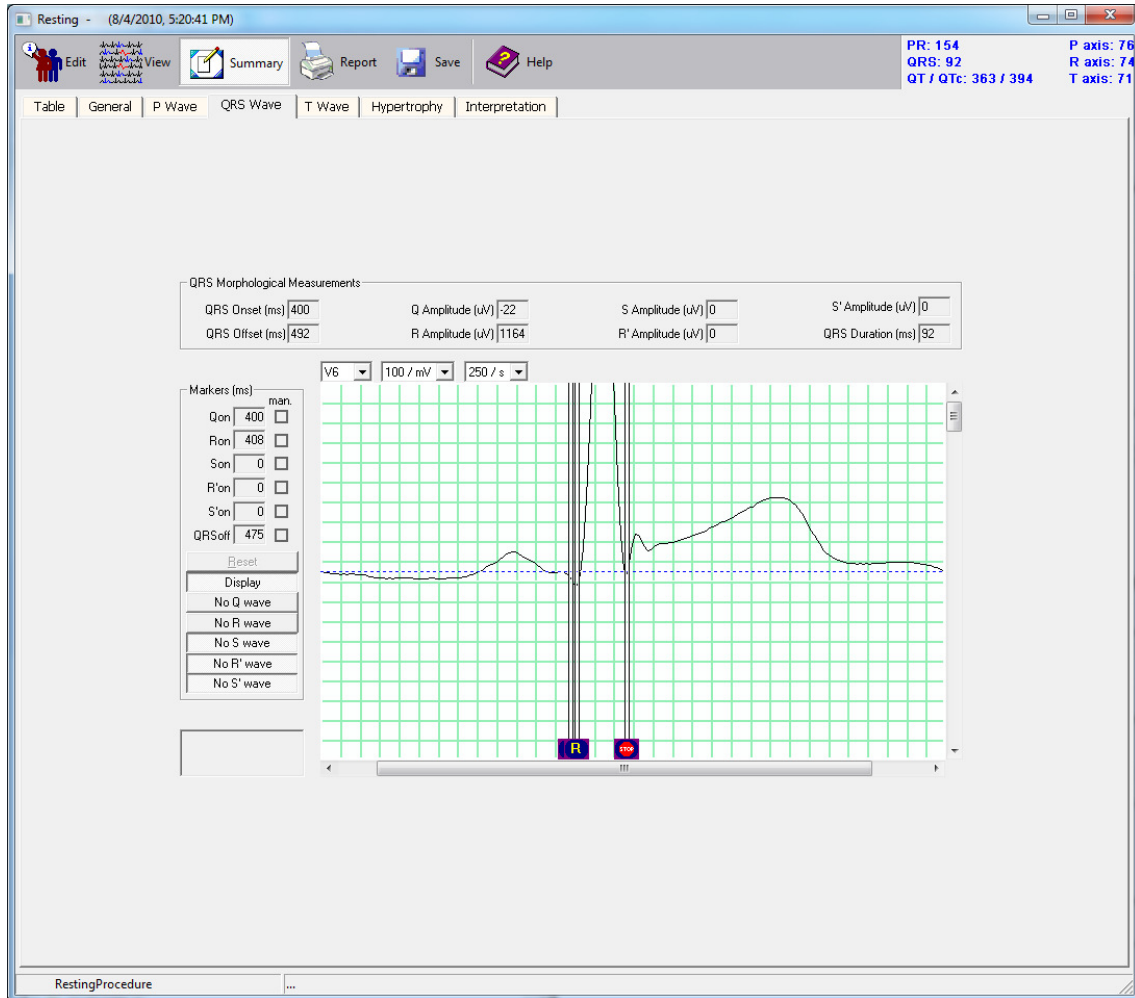 Resting - (8/4/2010, 5:20:41 PM)
Edit View Summary Report Save Help
PR: 154 P axis: 76
QRS: 92 R axis: 74
QT / QTc: 363 / 394 T axis: 71
Table General P Wave QRS Wave T Wave Hypertrophy Interpretation
QRS Morphological Measurements
QRS Onset (ms) 400 Q Amplitude (uV) -22 S Amplitude (uV) 0 S' Amplitude (uV) 0
QRS Offset (ms) 492 R Amplitude (uV) 1164 R' Amplitude (uV) 0 QRS Duration (ms) 92
V6 100 / mV 250 / s
Markers (ms)
man.
Qon 400
Ron 408
Son 0
R'on 0
S'on 0
QRSoff 475
Reset
Display
No Q wave
No R wave
No S wave
No R' wave
No S' wave
R STOP
RestingProcedure ...